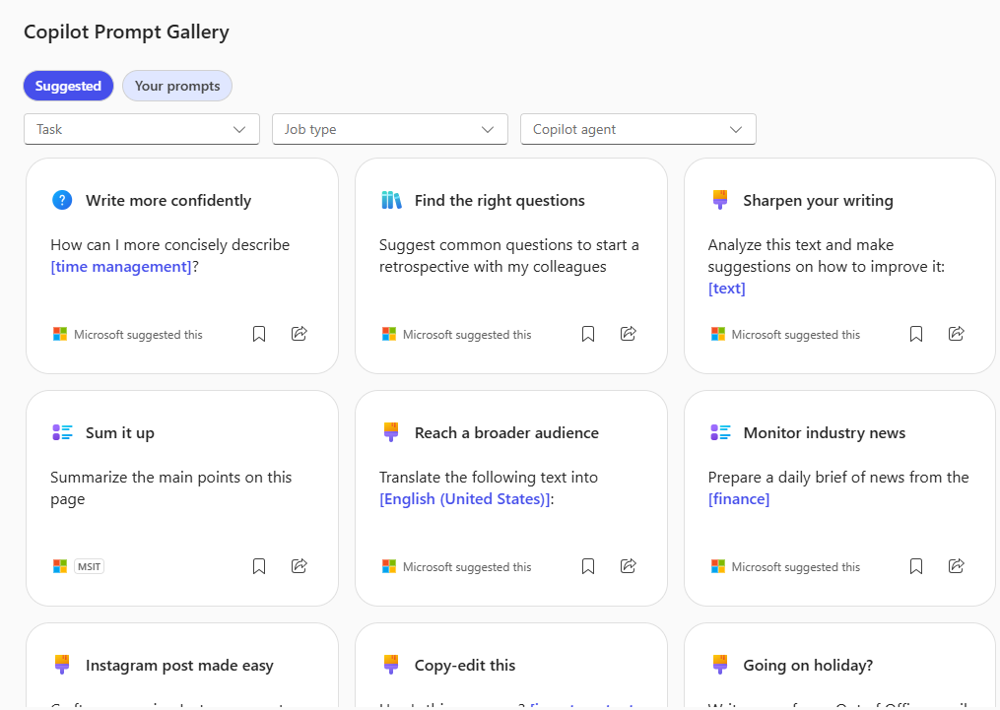 Copilot Prompt Gallery
Suggested
Your prompts
Task
Job type
Copilot agent
Write more confidently
How can I more concisely describe
[time management]?
Microsoft suggested this
Find the right questions
Suggest common questions to start a
retrospective with my colleagues
Microsoft suggested this
Sharpen your writing
Analyze this text and make
suggestions on how to improve it:
[text]
Microsoft suggested this
Sum it up
Summarize the main points on this
page
MSIT
Reach a broader audience
Translate the following text into
[English (United States)]:
Microsoft suggested this
Monitor industry news
Prepare a daily brief of news from the
[finance]
Microsoft suggested this
Instagram post made easy
Copy-edit this
Going on holiday?